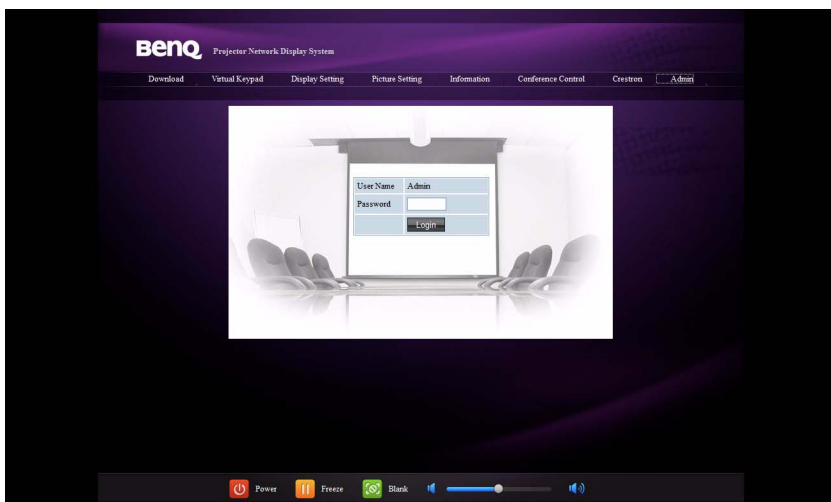 BenQ Projector Network Display System
Download Virtual Keypad Display Setting Picture Setting Information Conference Control Crestron Admin
User Name Admin
Password
Login
Power Freeze Blank